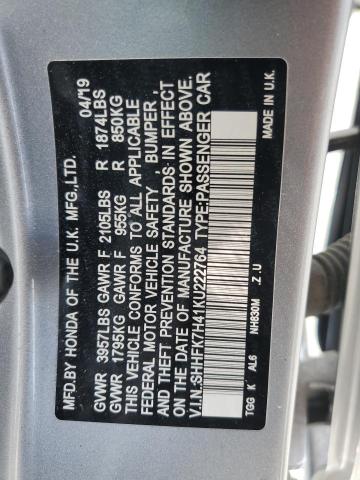 MFD.BY HONDA OF THE U.K. MFG.,LTD. 04/19
GVWR 3957LBS GAWR F 2105LBS R 1874LBS
GVWR 1795KG GAWR F 955KG R 850KG
THIS VEHICLE CONFORMS TO ALL APPLICABLE
FEDERAL MOTOR VEHICLE SAFETY , BUMPER ,
AND THEFT PREVENTION STANDARDS IN EFFECT
ON THE DATE OF MANUFACTURE SHOWN ABOVE.
V.I.N.:SHHFK7H41KU222764 TYPE:PASSENGER CAR
TGG K AL6 NH830M .Z .U MADE IN U.K.